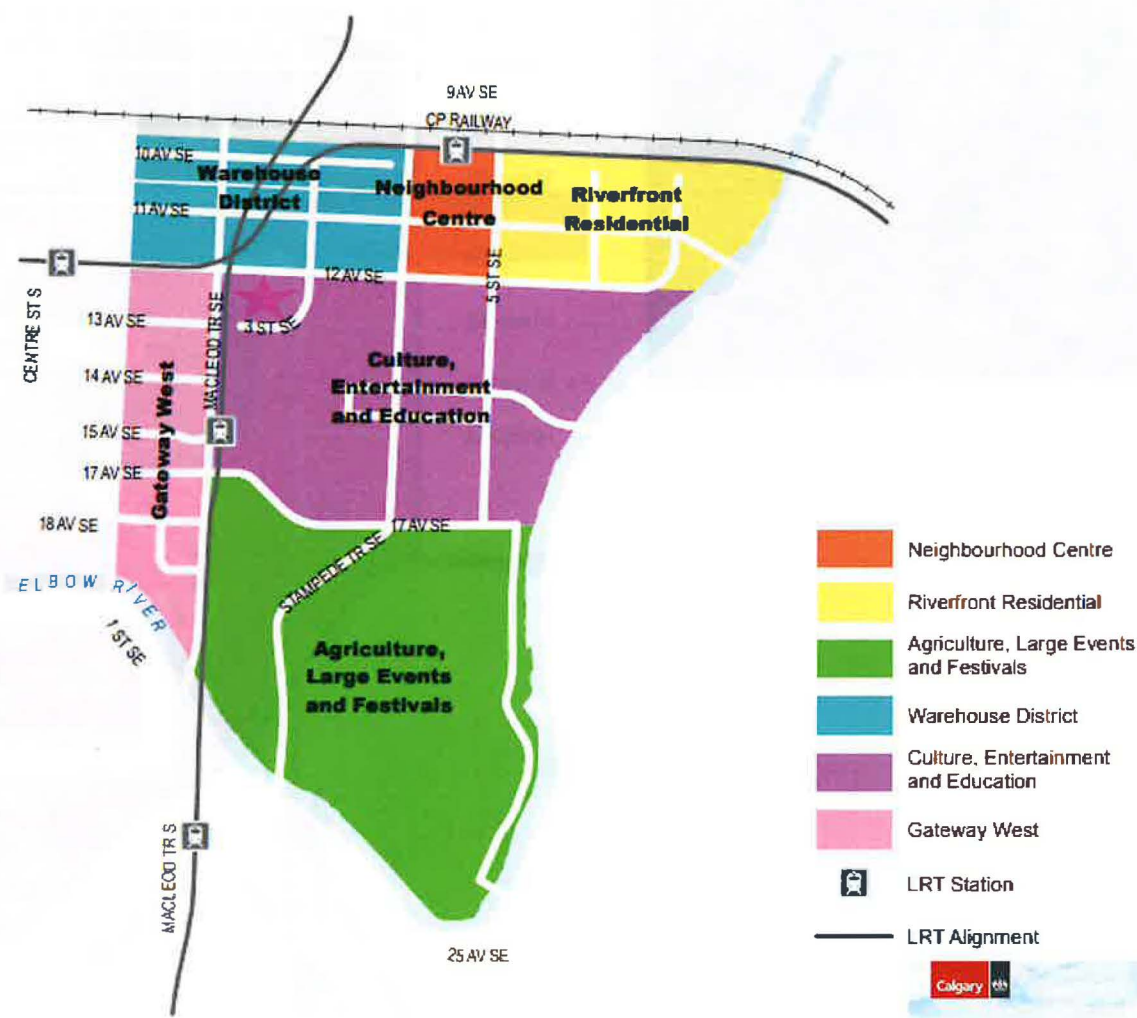 9 AV SE
CP RAILWAY
10 AV SE
Warehouse
District
Neighbourhood
Centre
Riverfront
Residential
11 AV SE
5 ST SE
12 AV SE
CENTRE ST S
MACLEOD TR SE
13 AV SE
3 ST SE
14 AV SE
Culture,
Entertainment
and Education
Gateway West
15 AV SE
17 AV SE
18 AV SE
17 AV SE
STAMPEDE TR SE
ELBOW RIVER
1 ST SE
Agriculture,
Large Events
and Festivals
MACLEOD TR S
25 AV SE
Neighbourhood Centre
Riverfront Residential
Agriculture, Large Events
and Festivals
Warehouse District
Culture, Entertainment
and Education
Gateway West
LRT Station
LRT Alignment
Calgary